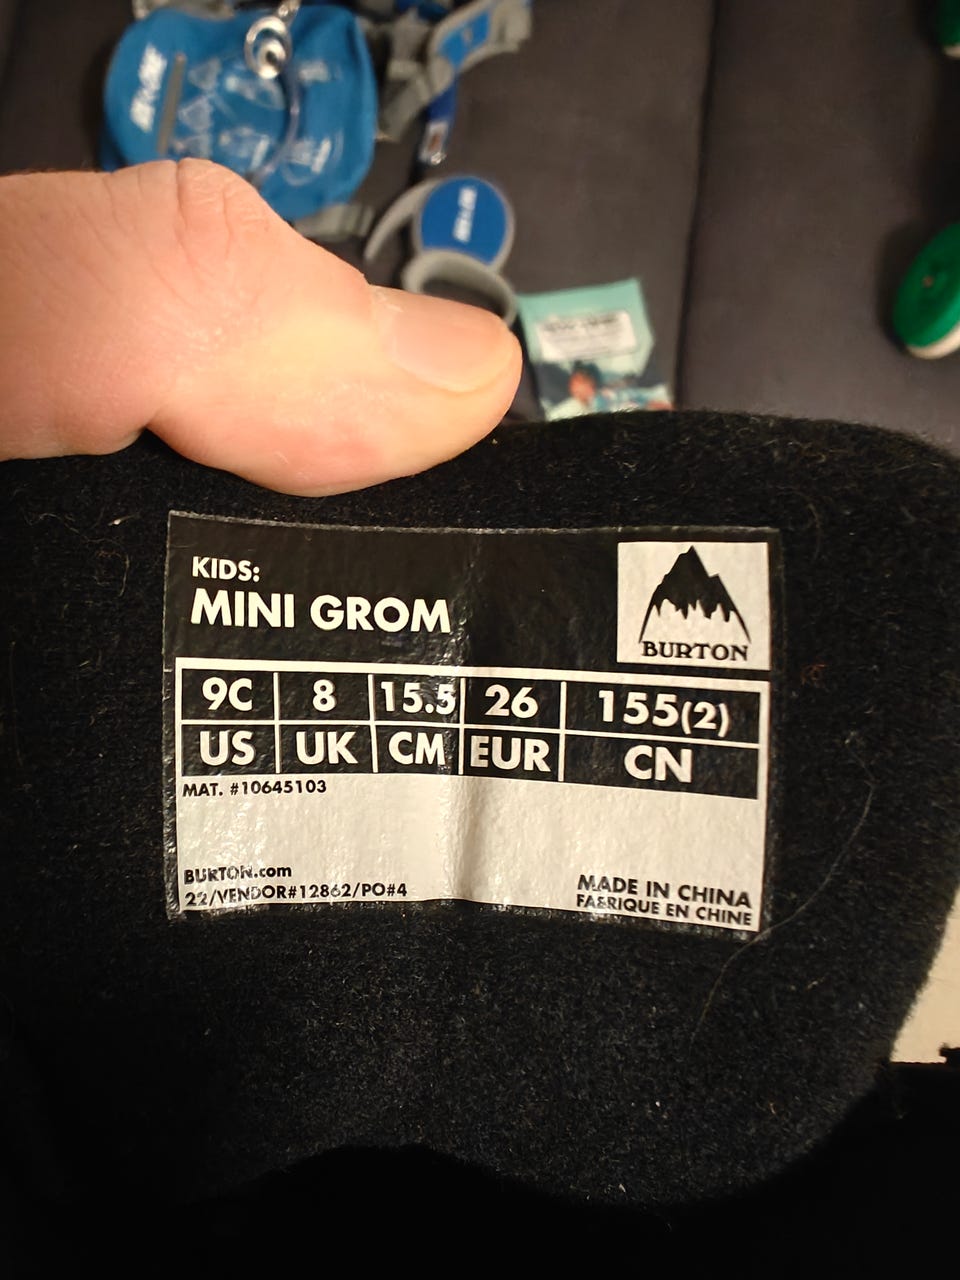 KIDS:
MINI GROM
BURTON
9C 8 15.5 26 155(2)
US UK CM EUR CN
MAT. #10645103
BURTON.com
22/VENDOR#12862/PO#4
MADE IN CHINA
FABRIQUE EN CHINE